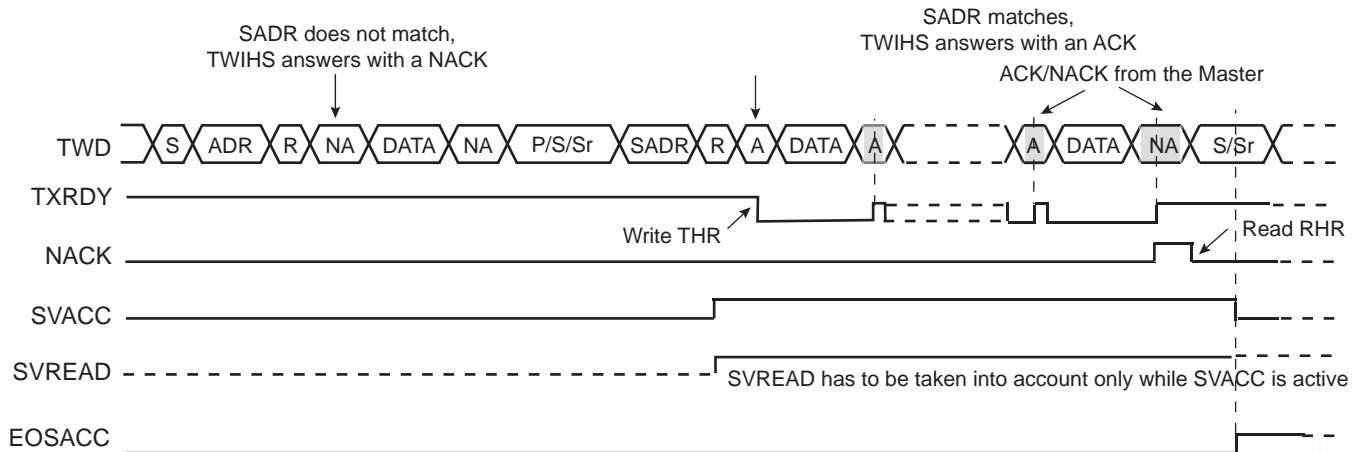 SADR does not match,
TWIHS answers with a NACK
SADR matches,
TWIHS answers with an ACK
ACK/NACK from the Master
TWD S ADR R NA DATA NA P/S/Sr SADR R A DATA A A DATA NA S/Sr
TXRDY
Write THR
Read RHR
NACK
SVACC
SVREAD
SVREAD has to be taken into account only while SVACC is active
EOSACC